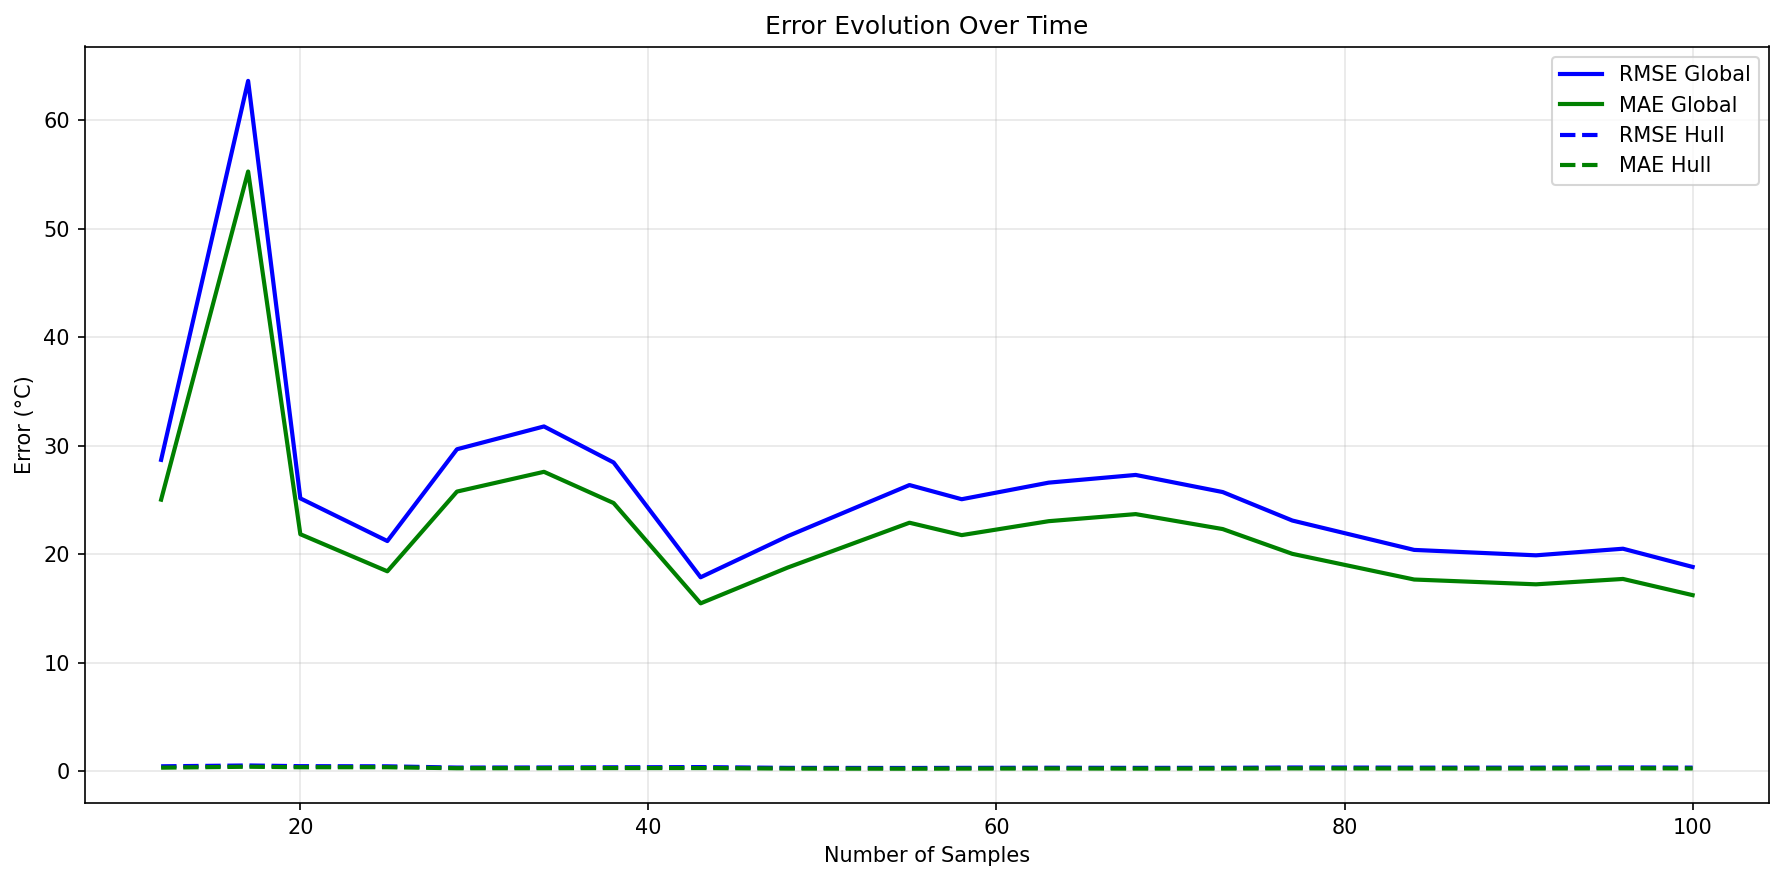 Error Evolution Over Time
RMSE Global
MAE Global
RMSE Hull
MAE Hull
Error (°C)
60
50
40
30
20
10
0
20 40 60 80 100
Number of Samples